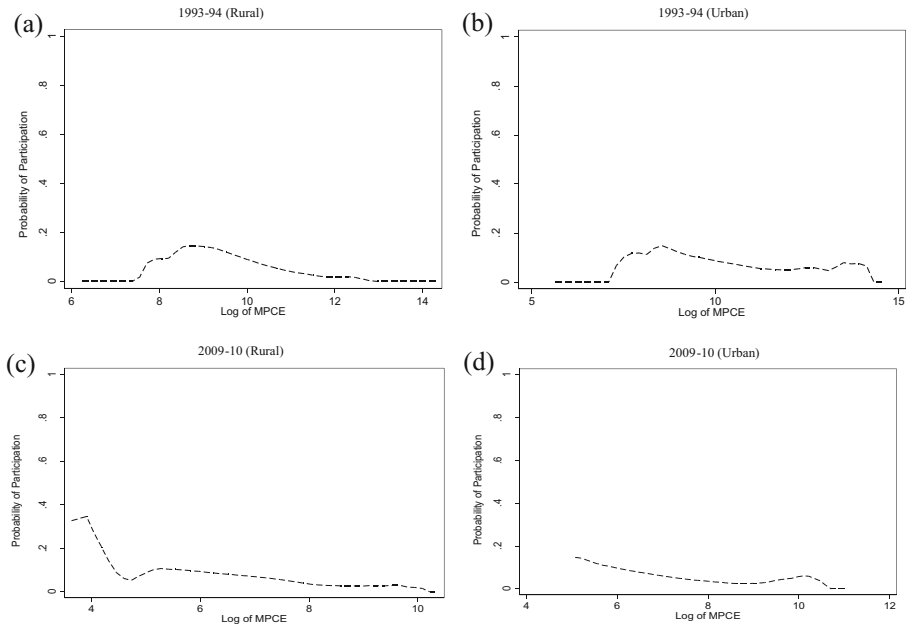 (a)
1993-94 (Rural)
Probability of Participation
1
.8
.6
.4
.2
0
6 8 10 12 14
Log of MPCE
(b)
1993-94 (Urban)
Probability of Participation
1
.8
.6
.4
.2
0
5 10 15
Log of MPCE
(c)
2009-10 (Rural)
Probability of Participation
1
.8
.6
.4
.2
0
4 6 8 10
Log of MPCE
(d)
2009-10 (Urban)
Probability of Participation
1
.8
.6
.4
.2
0
4 6 8 10 12
Log of MPCE